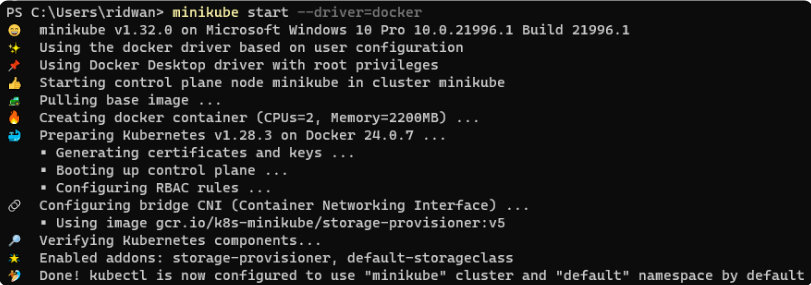 PS C:\Users\ridwan> minikube start --driver=docker
😄 minikube v1.32.0 on Microsoft Windows 10 Pro 10.0.21996.1 Build 21996.1
✨ Using the docker driver based on user configuration
📌 Using Docker Desktop driver with root privileges
👍 Starting control plane node minikube in cluster minikube
🚜 Pulling base image ...
🔥 Creating docker container (CPUs=2, Memory=2200MB) ...
🐳 Preparing Kubernetes v1.28.3 on Docker 24.0.7 ...
▪ Generating certificates and keys ...
▪ Booting up control plane ...
▪ Configuring RBAC rules ...
🔗 Configuring bridge CNI (Container Networking Interface) ...
▪ Using image gcr.io/k8s-minikube/storage-provisioner:v5
🔎 Verifying Kubernetes components...
🌟 Enabled addons: storage-provisioner, default-storageclass
🏄 Done! kubectl is now configured to use "minikube" cluster and "default" namespace by default